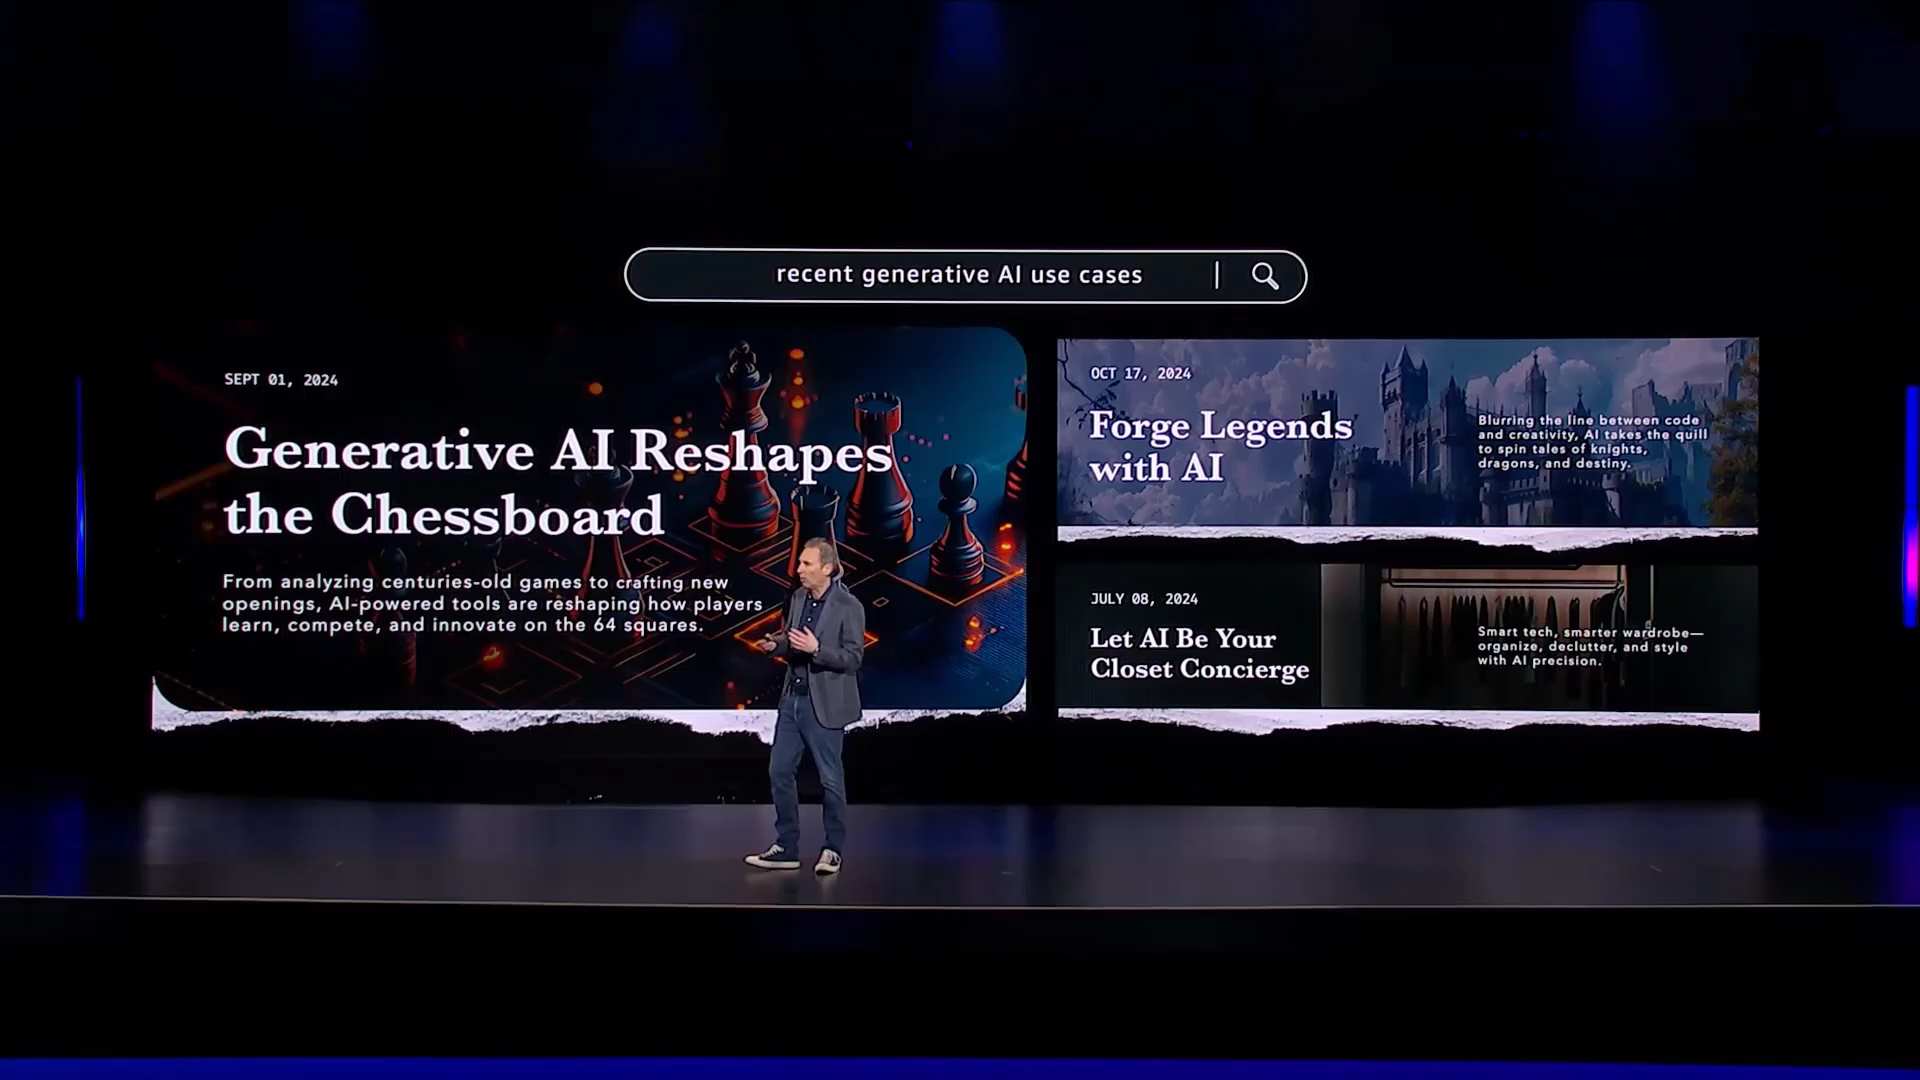 recent generative AI use cases
SEPT 01, 2024
Generative AI Reshapes
the Chessboard
From analyzing centuries-old games to crafting new
openings, AI-powered tools are reshaping how players
learn, compete, and innovate on the 64 squares.
OCT 17, 2024
Forge Legends
with AI
Blurring the line between code
and creativity, AI takes the quill
to spin tales of knights,
dragons, and destiny.
JULY 08, 2024
Let AI Be Your
Closet Concierge
Smart tech, smarter wardrobe—
organize, declutter, and style
with AI precision.